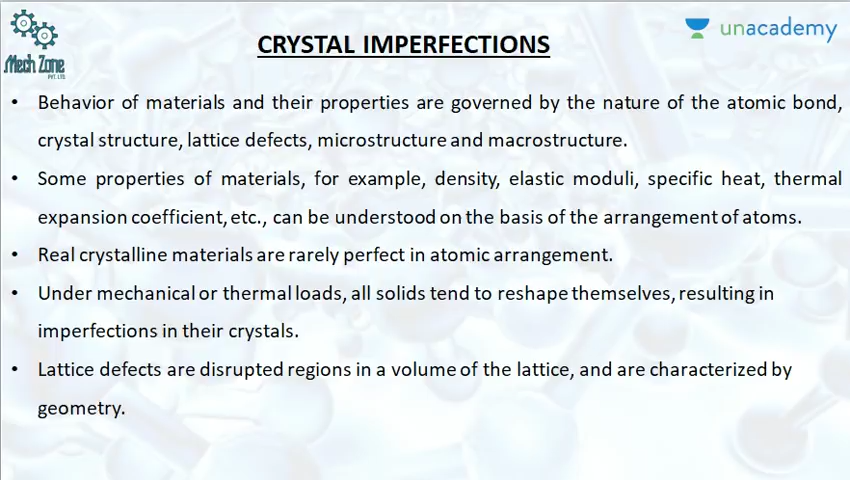 Mech Zone
PVT. LTD
unacademy
CRYSTAL IMPERFECTIONS
• Behavior of materials and their properties are governed by the nature of the atomic bond,
crystal structure, lattice defects, microstructure and macrostructure.
• Some properties of materials, for example, density, elastic moduli, specific heat, thermal
expansion coefficient, etc., can be understood on the basis of the arrangement of atoms.
• Real crystalline materials are rarely perfect in atomic arrangement.
• Under mechanical or thermal loads, all solids tend to reshape themselves, resulting in
imperfections in their crystals.
• Lattice defects are disrupted regions in a volume of the lattice, and are characterized by
geometry.